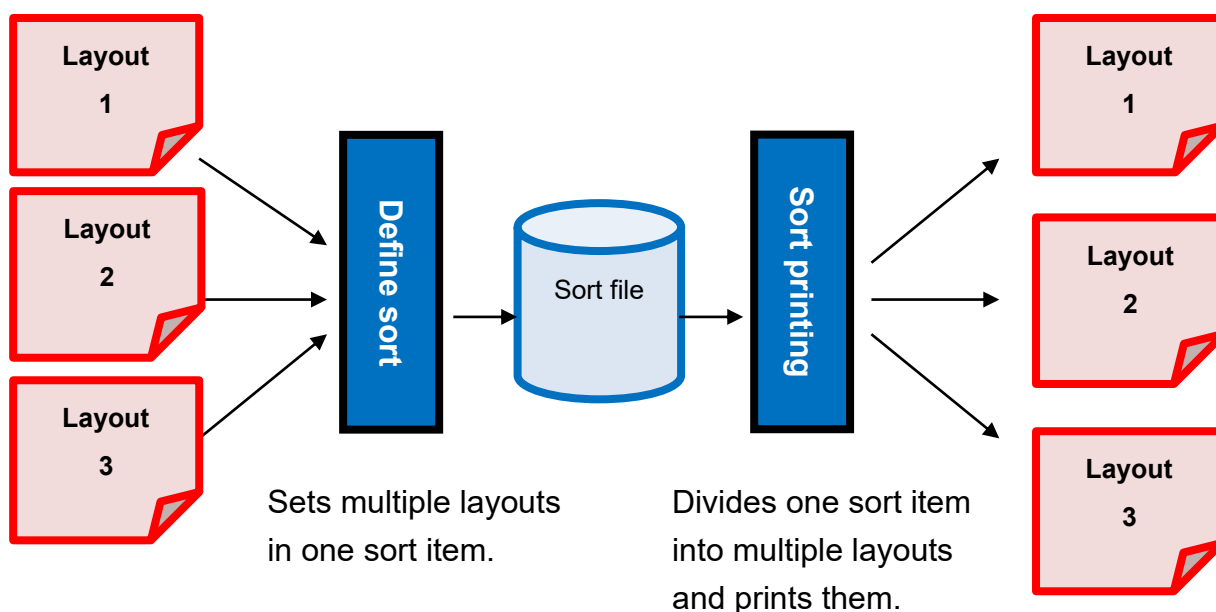 Layout
1
Layout
2
Layout
3
Define sort
Sort file
Sort printing
Layout
1
Layout
2
Layout
3
Sets multiple layouts
in one sort item.
Divides one sort item
into multiple layouts
and prints them.